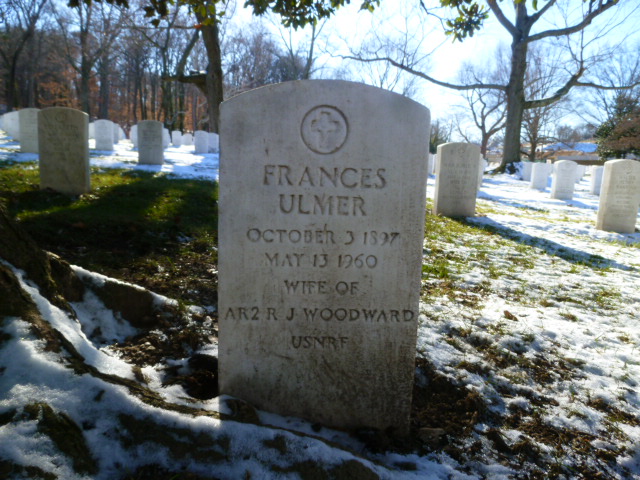 FRANCES
ULMER
OCTOBER 3 1897
MAY 13 1960
WIFE OF
AR2 R J WOODWARD
USNRF